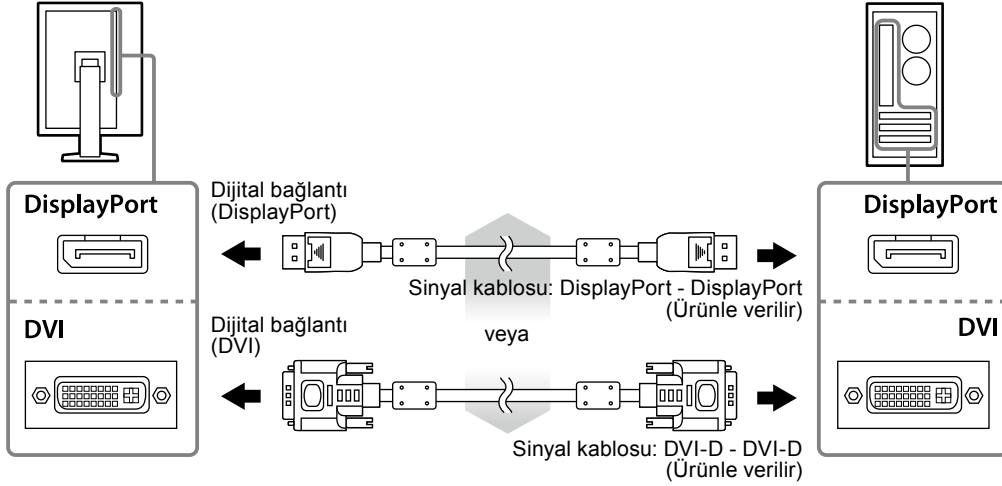 DisplayPort
Dijital bağlantı
(DisplayPort)
DisplayPort
Sinyal kablosu: DisplayPort - DisplayPort
(Ürünle verilir)
veya
DVI
Dijital bağlantı
(DVI)
DVI
Sinyal kablosu: DVI-D - DVI-D
(Ürünle verilir)